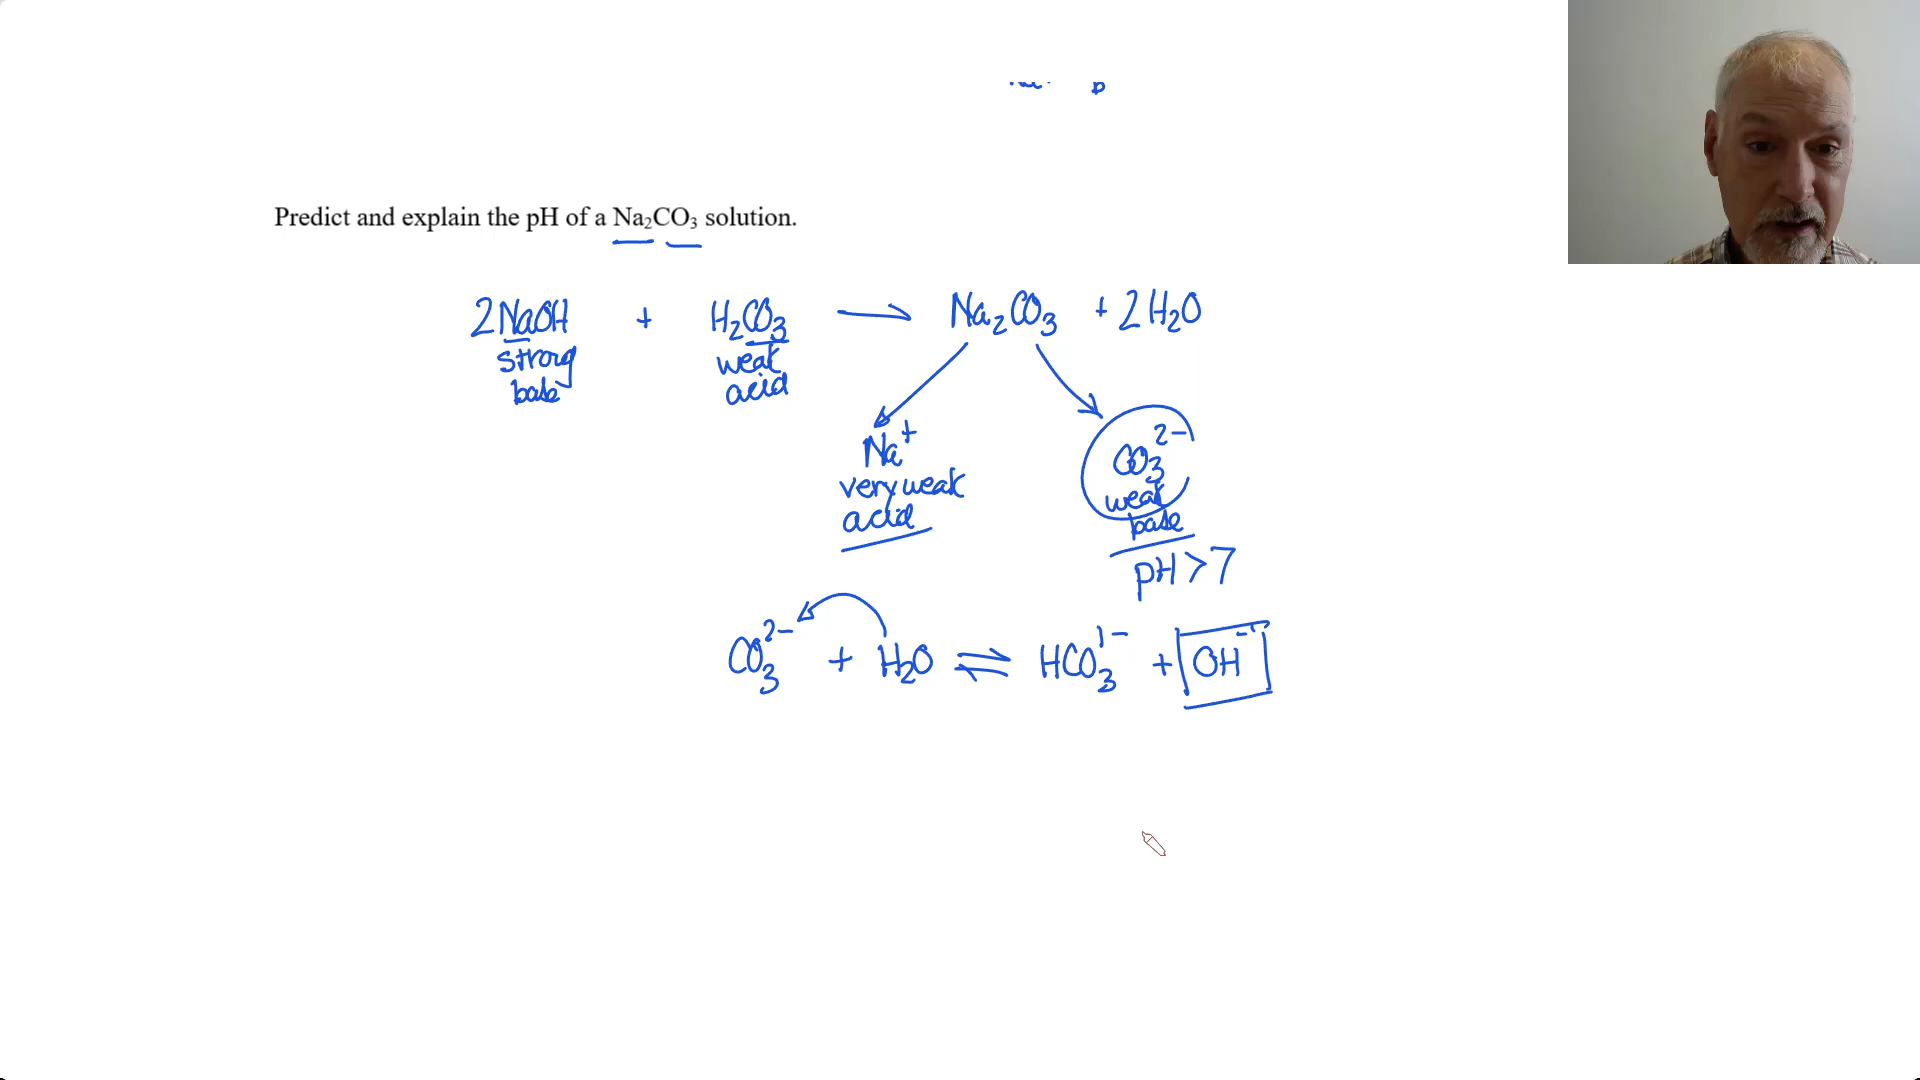 Predict and explain the pH of a Na₂CO₃ solution.
2NaOH + H₂CO₃ → Na₂CO₃ + 2H₂O
strong weak
base acid
Na⁺ CO₃²⁻
very weak weak
acid base
pH > 7
CO₃²⁻ + H₂O ⇌ HCO₃¹⁻ + OH⁻